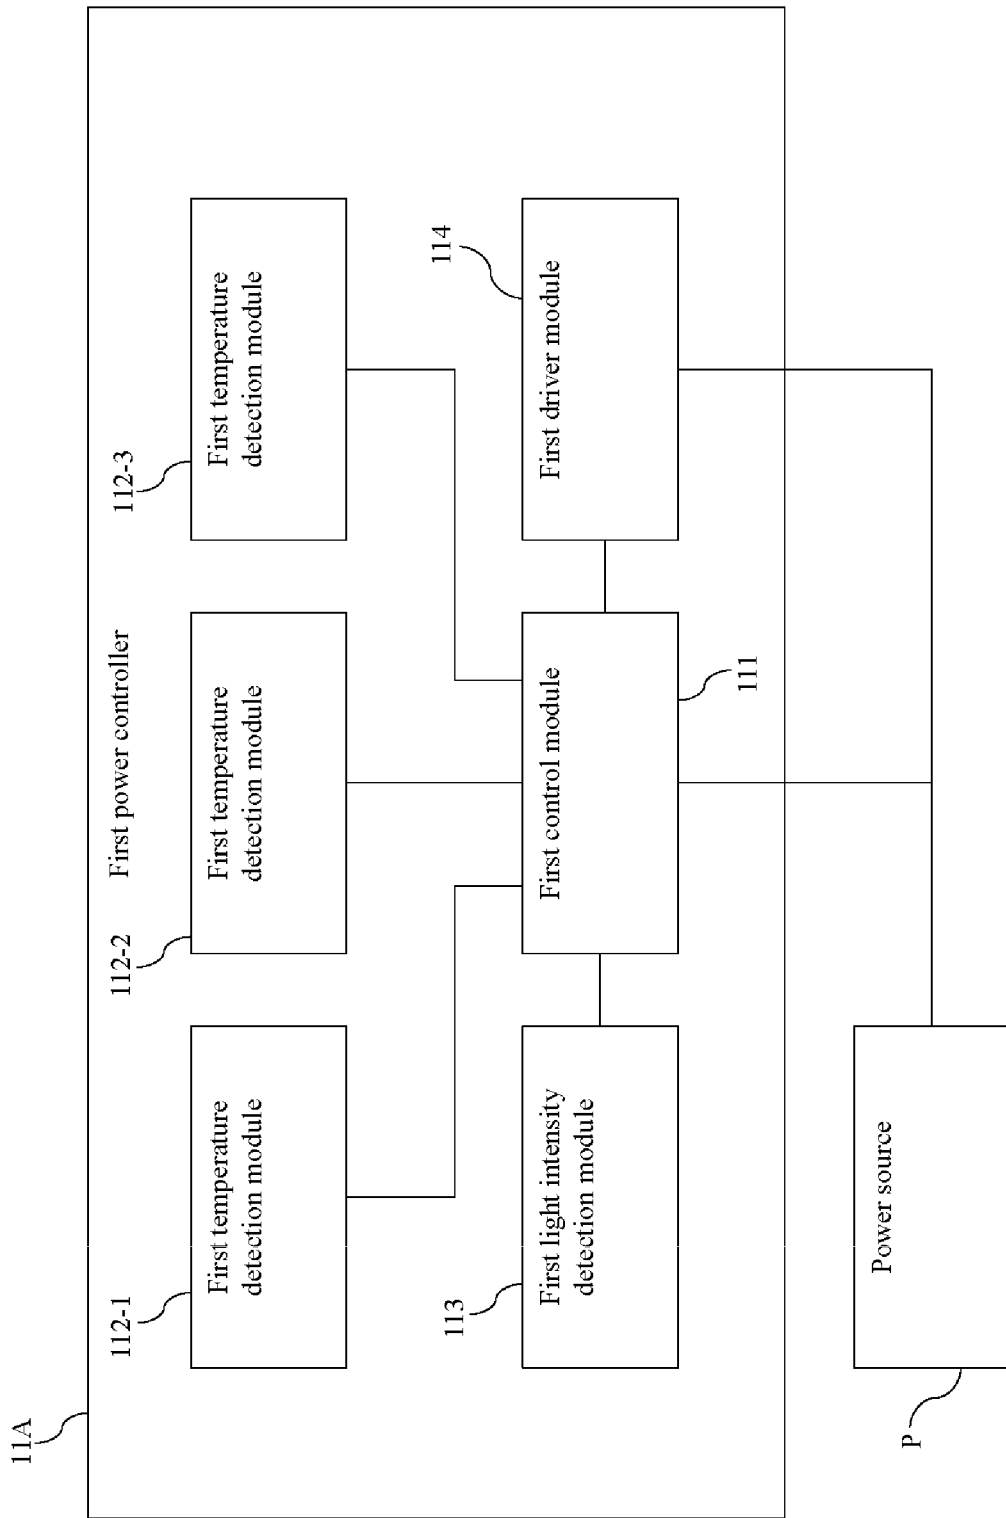 11A
First power controller
112-1
First temperature
detection module
112-2
First temperature
detection module
112-3
First temperature
detection module
113
First light intensity
detection module
First control module
111
114
First driver module
Power source
P